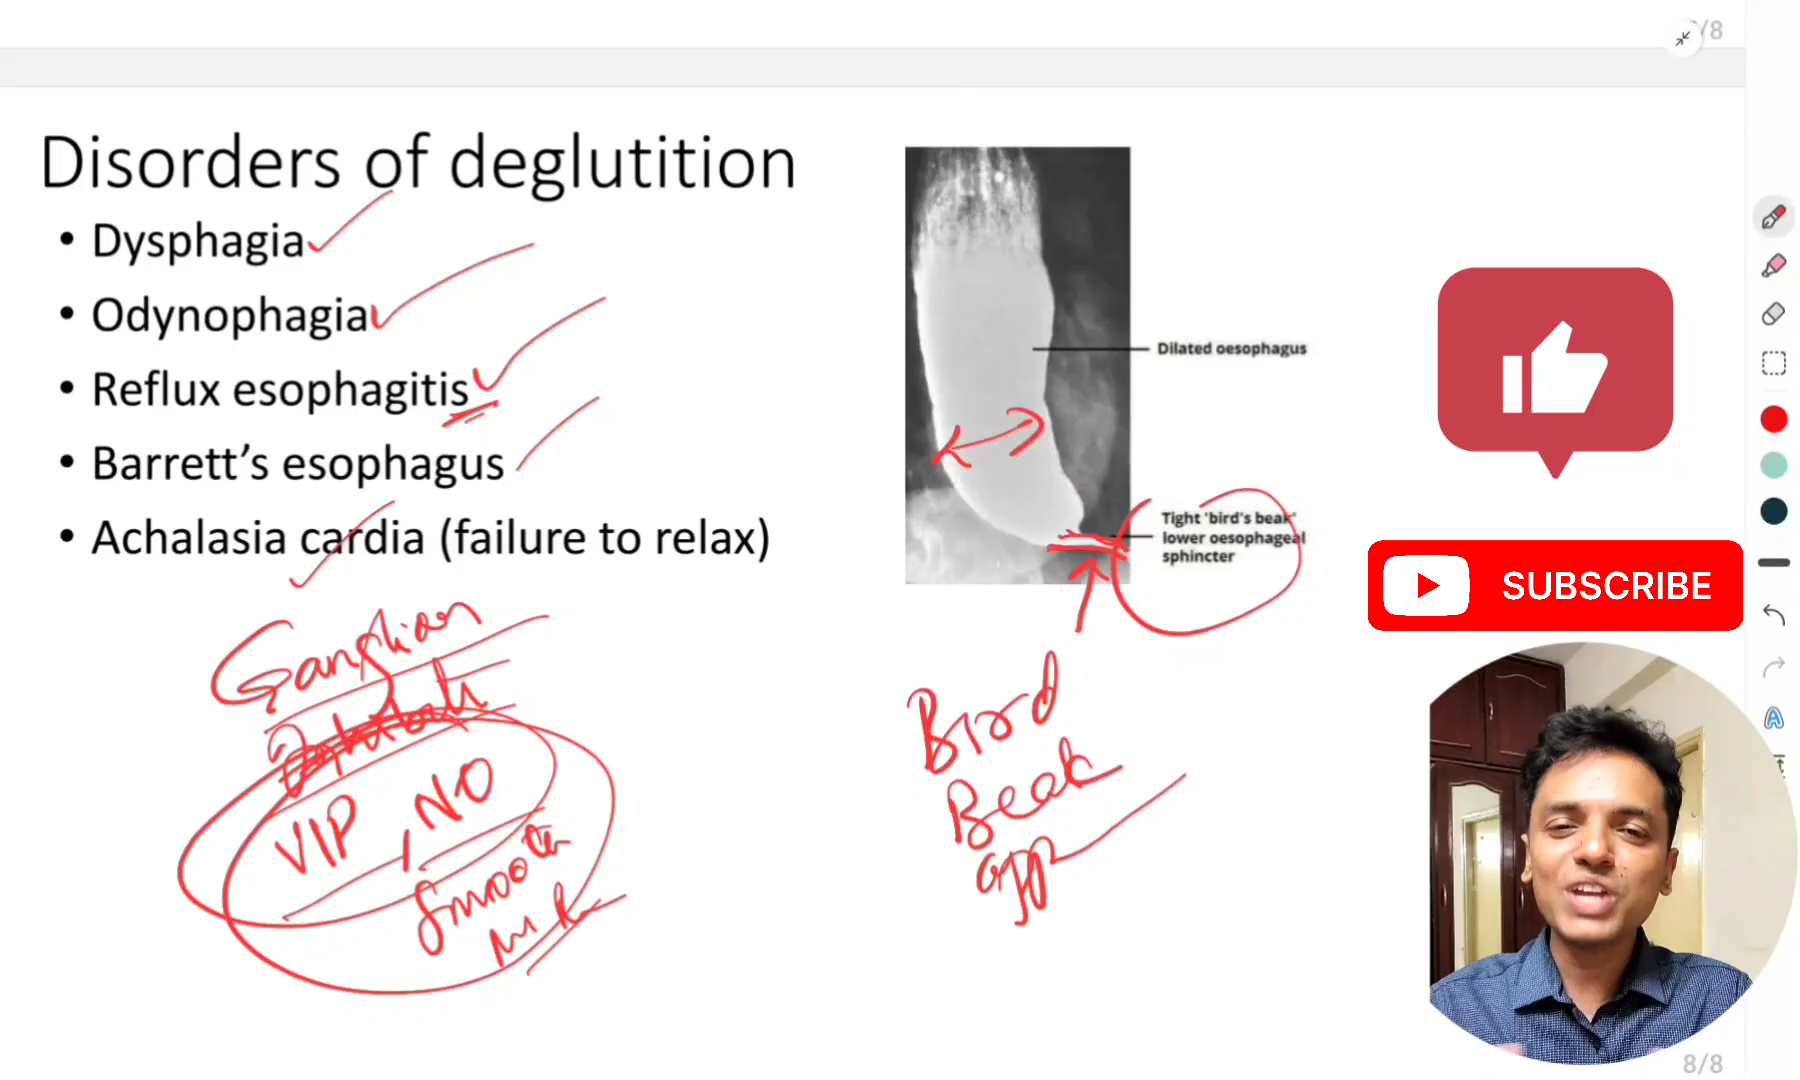 /8
Disorders of deglutition
• Dysphagia
• Odynophagia
• Reflux esophagitis
• Barrett's esophagus
• Achalasia cardia (failure to relax)
Dilated oesophagus
Tight 'bird's beak'
lower oesophageal
sphincter
SUBSCRIBE
Ganglion
VIP, NO
Smooth
Bird
Beak
app
A
8/8